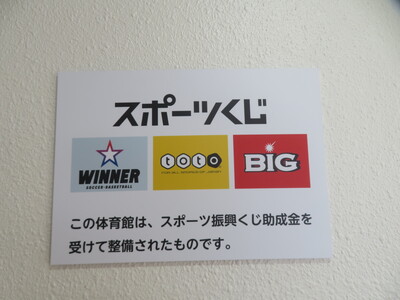 スポーツくじ
WINNER
SOCCER・BASKETBALL
toto
BIG
この体育館は、スポーツ振興くじ助成金を
受けて整備されたものです。